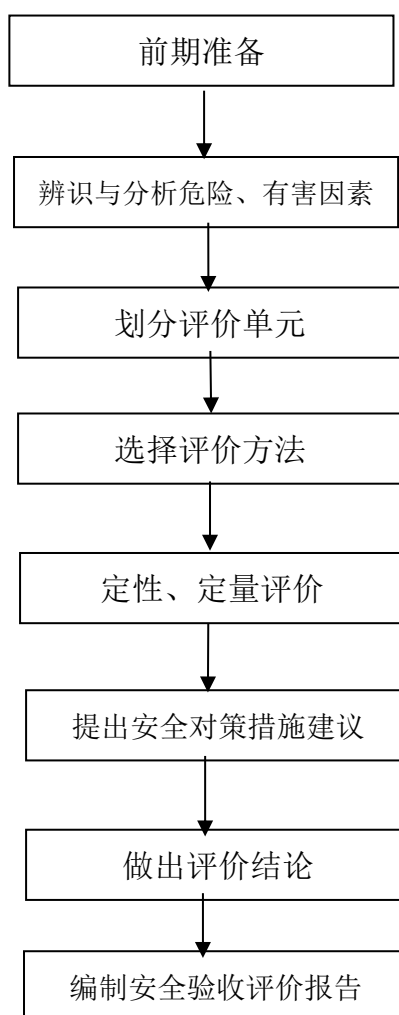 前期准备
辨识与分析危险、有害因素
划分评价单元
选择评价方法
定性、定量评价
提出安全对策措施建议
做出评价结论
编制安全验收评价报告